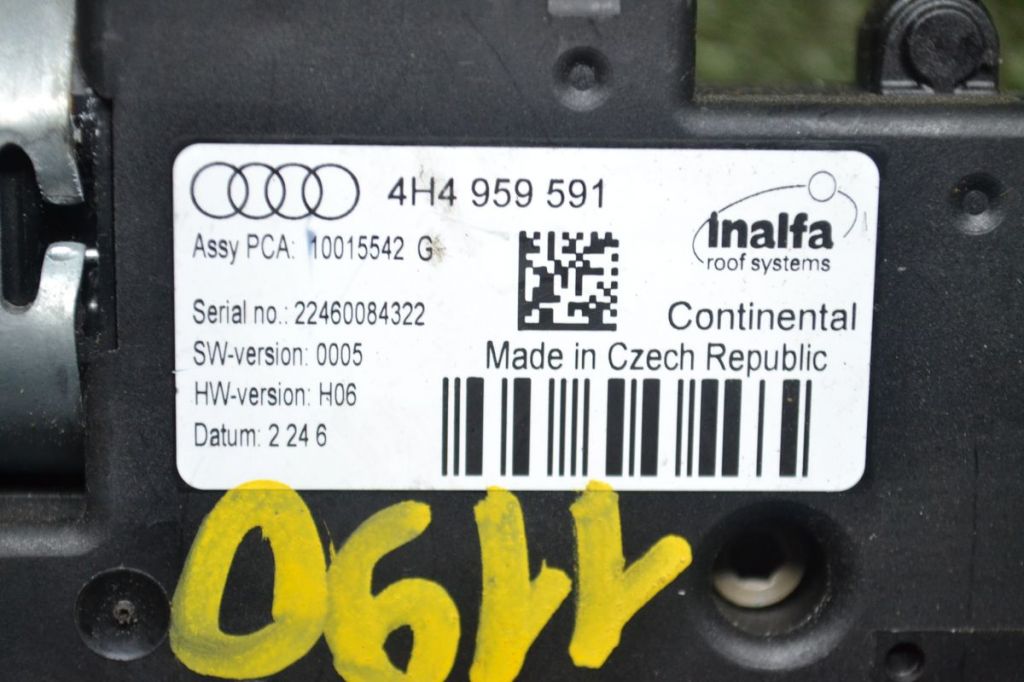 4H4 959 591
Assy PCA: 10015542 G
inalfa
roof systems
Serial no.: 22460084322
Continental
SW-version: 0005
Made in Czech Republic
HW-version: H06
Datum: 2 24 6
1190